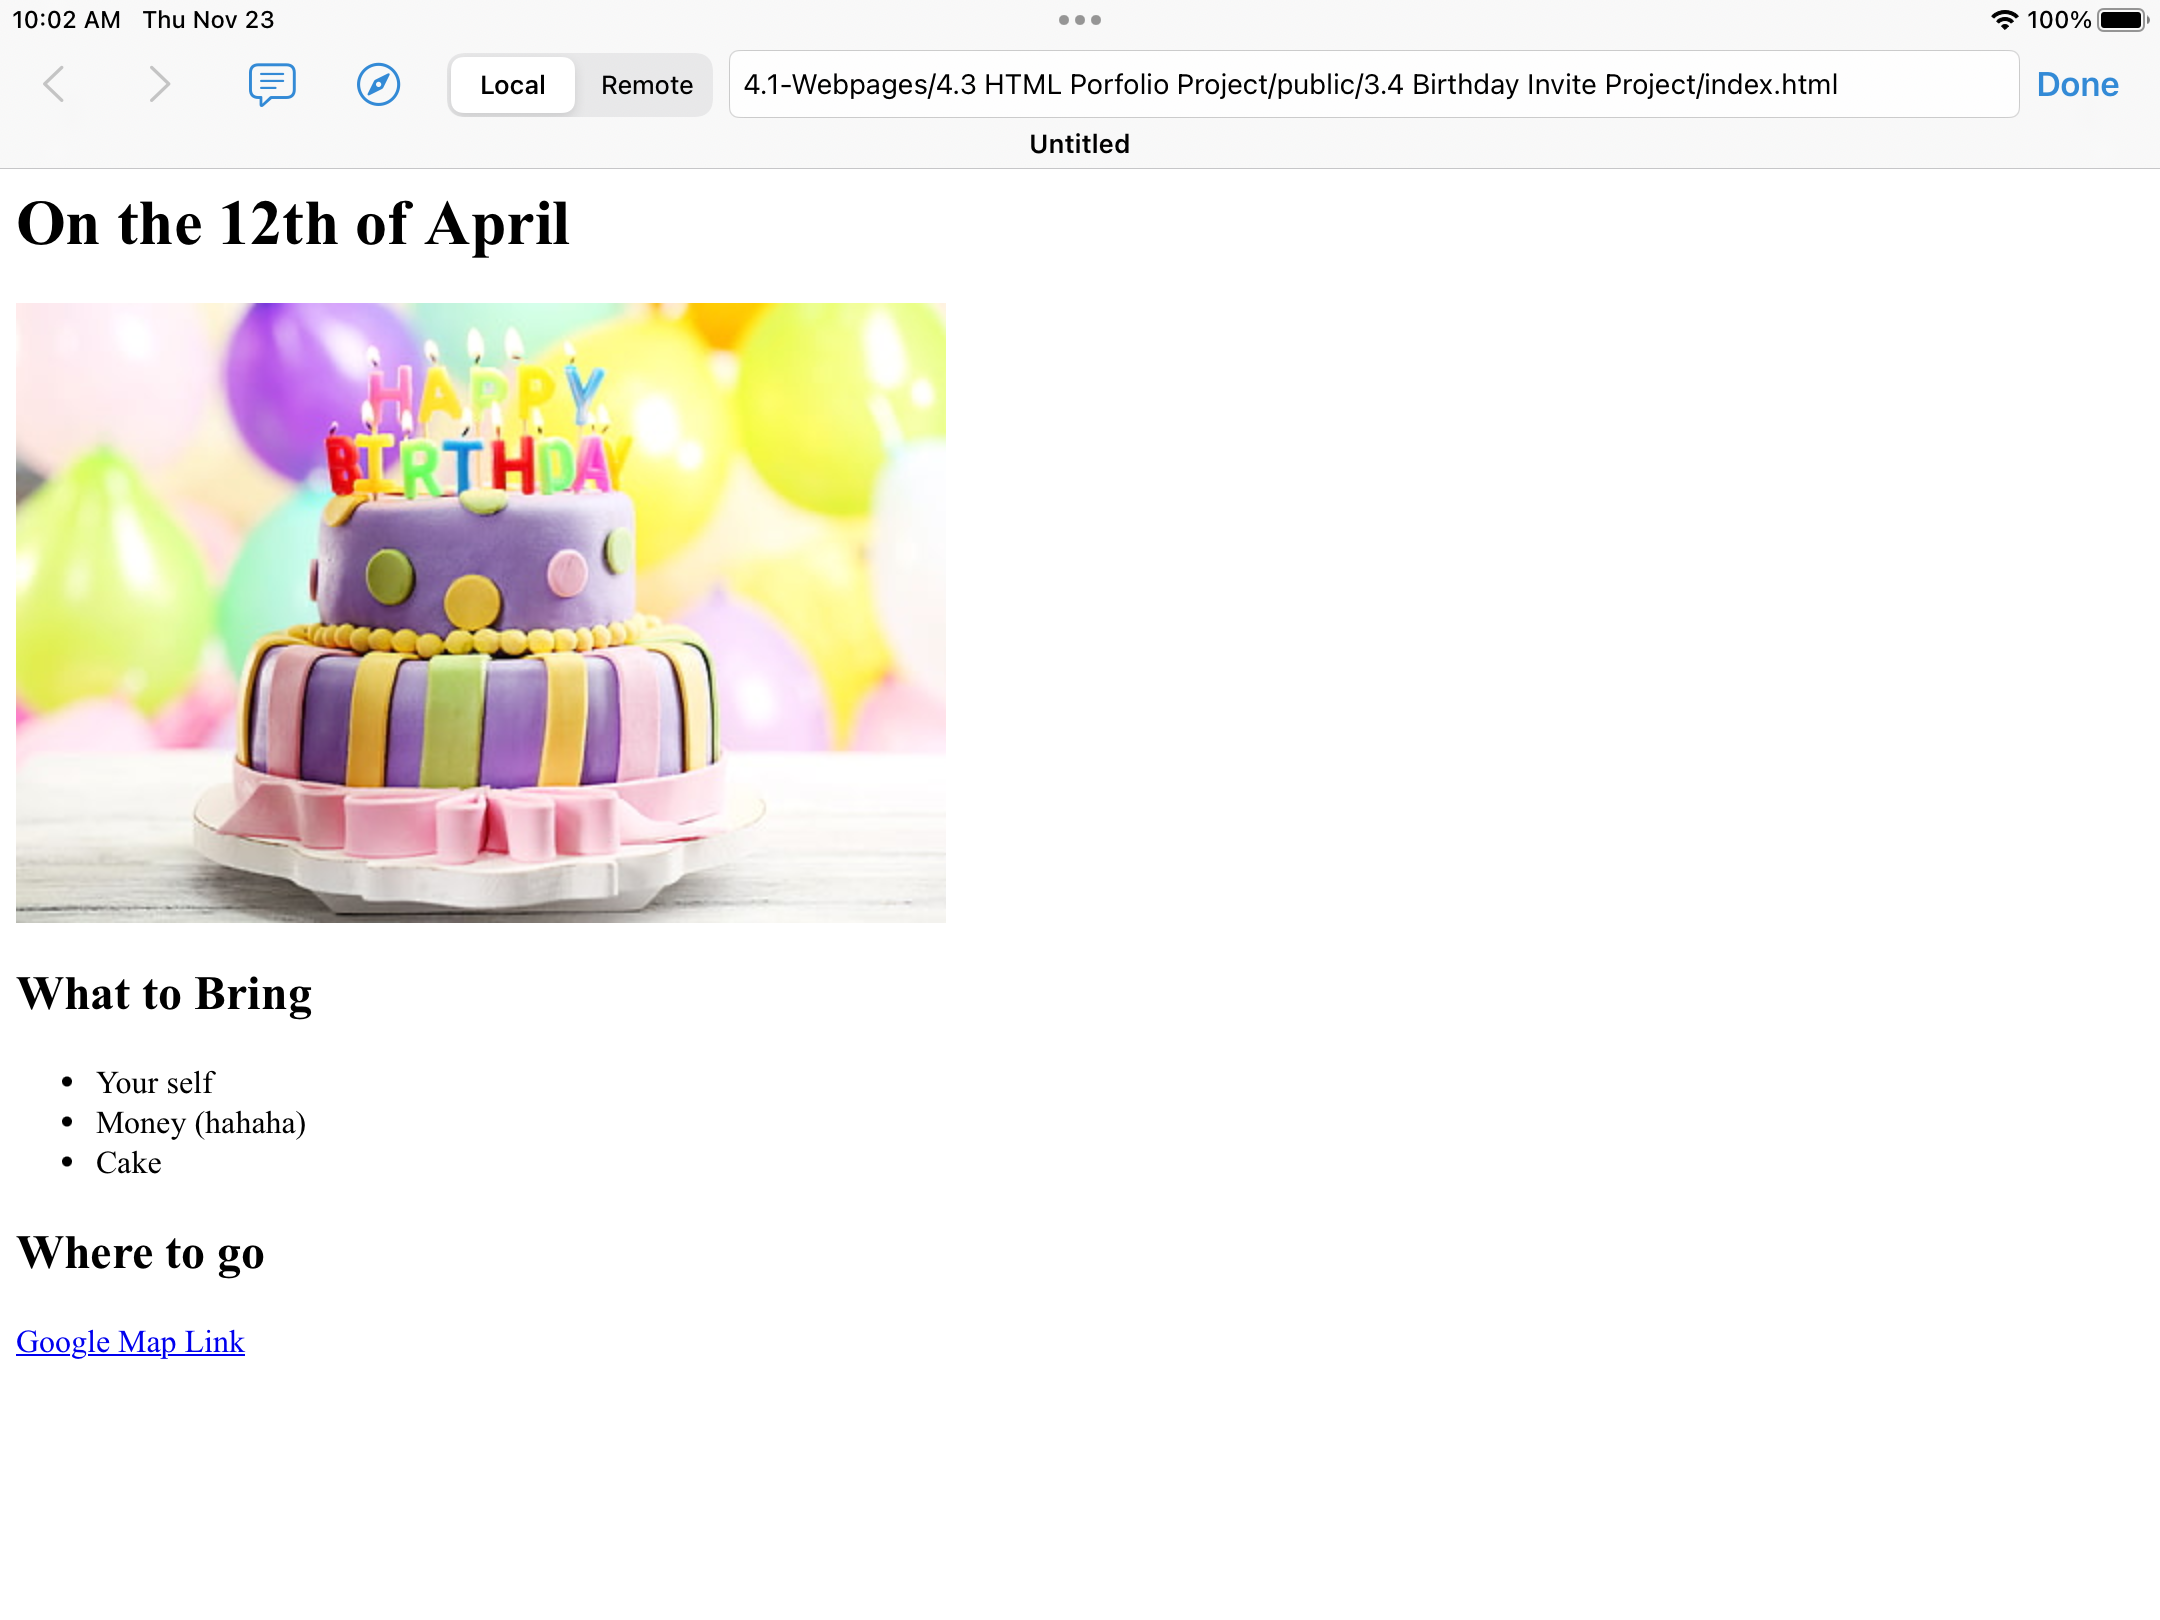 10:02 AM Thu Nov 23
100%
Local Remote 4.1-Webpages/4.3 HTML Porfolio Project/public/3.4 Birthday Invite Project/index.html Done
Untitled
On the 12th of April
HAPPY
BIRTHDAY
What to Bring
• Your self
• Money (hahaha)
• Cake
Where to go
Google Map Link